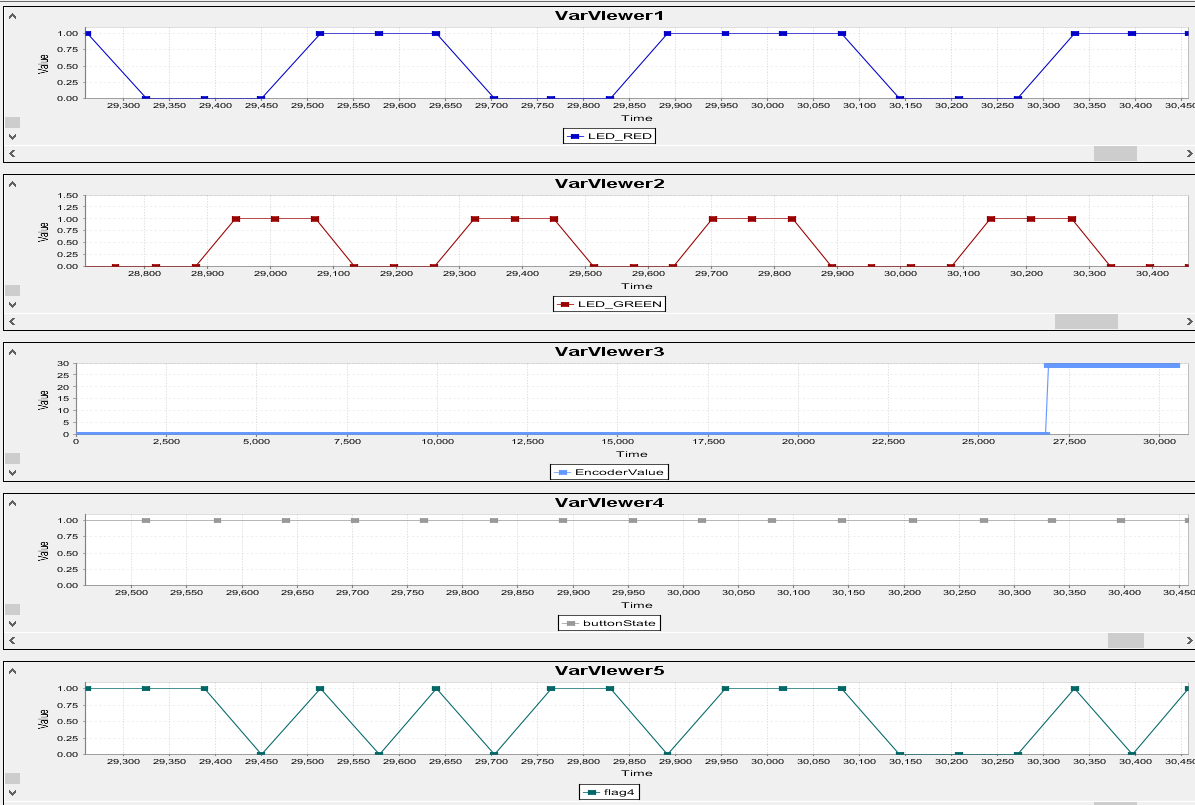 VarVIewer1
1.00
0.75
0.50
0.25
0.00
Value
29,300 29,350 29,400 29,450 29,500 29,550 29,600 29,650 29,700 29,750 29,800 29,850 29,900 29,950 30,000 30,050 30,100 30,150 30,200 30,250 30,300 30,350 30,400 30,450
Time
LED_RED
VarVIewer2
1.50
1.25
1.00
0.75
0.50
0.25
0.00
Value
28,800 28,900 29,000 29,100 29,200 29,300 29,400 29,500 29,600 29,700 29,800 29,900 30,000 30,100 30,200 30,300 30,400
Time
LED_GREEN
VarVIewer3
30
25
20
15
10
5
0
Value
0 2,500 5,000 7,500 10,000 12,500 15,000 17,500 20,000 22,500 25,000 27,500 30,000
Time
EncoderValue
VarVIewer4
1.00
0.75
0.50
0.25
0.00
Value
29,500 29,550 29,600 29,650 29,700 29,750 29,800 29,850 29,900 29,950 30,000 30,050 30,100 30,150 30,200 30,250 30,300 30,350 30,400 30,450
Time
buttonState
VarVIewer5
1.00
0.75
0.50
0.25
0.00
Value
29,300 29,350 29,400 29,450 29,500 29,550 29,600 29,650 29,700 29,750 29,800 29,850 29,900 29,950 30,000 30,050 30,100 30,150 30,200 30,250 30,300 30,350 30,400 30,450
Time
flag4